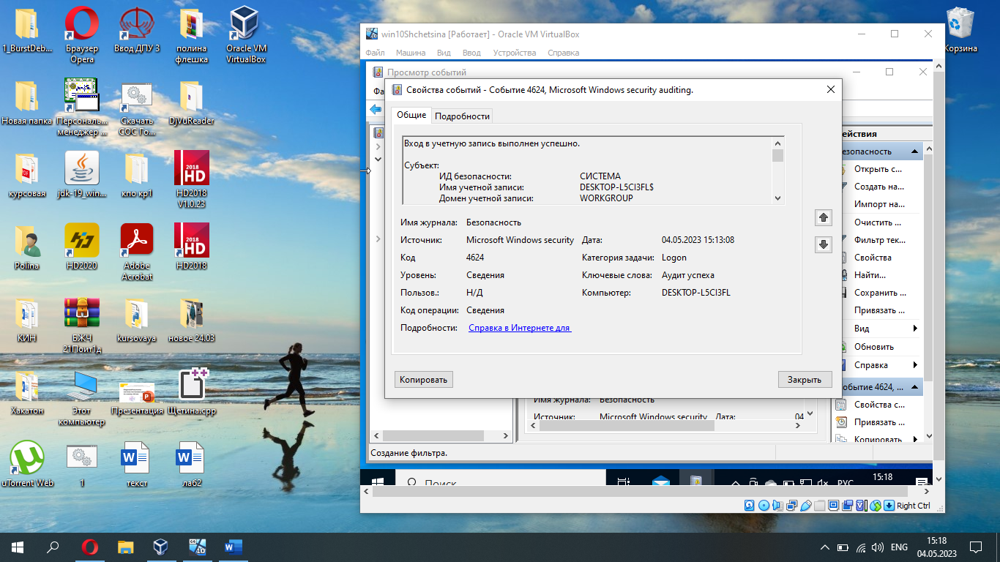 1_BurstDeb...
Браузер
Opera
Ввод ДПУ 3
полина
флешка
Oracle VM
VirtualBox
Новая папка
Персональ...
менеджер ...
Скачать
СОС Го...
DjVuReader
курсовая
jdk-19_win...
кпо кр1
HD2018
V1.0.23
2018
HD
Polina
HD2020
Adobe
Acrobat
HD2018
2018
HD
КИН
БЖЧ
21Поит1д
kursovaya
новое 24.03
Хакатон
Этот
компьютер
Презентация
Щетина.cpp
uTorrent Web
1
текст
лаб2
Корзина
win10Shchetsina [Работает] - Oracle VM VirtualBox
Файл Машина Вид Ввод Устройства Справка
Просмотр событий
Фа
Свойства событий - Событие 4624, Microsoft Windows security auditing.
Общие Подробности
Вход в учетную запись выполнен успешно.
Субъект:
ИД безопасности: СИСТЕМА
Имя учетной записи: DESKTOP-L5CI3FL$
Домен учетной записи: WORKGROUP
Имя журнала: Безопасность
Источник: Microsoft Windows security Дата: 04.05.2023 15:13:08
Код 4624 Категория задачи: Logon
Уровень: Сведения Ключевые слова: Аудит успеха
Пользов.: Н/Д Компьютер: DESKTOP-L5CI3FL
Код операции: Сведения
Подробности: Справка в Интернете для
Копировать Закрыть
ействия
езопасность
Открыть с...
Создать на...
Импорт на...
Очистить ...
Фильтр тек...
Свойства
Найти...
Сохранить ...
Привязать ...
Вид
Обновить
Справка
обытие 4624, ...
Свойства с...
Привязать ...
Копировать
Имя журнала: Безопасность
Источник: Microsoft Windows security Дата: 04
Создание фильтра.
Поиск РУС 15:18
Right Ctrl
ENG 15:18
04.05.2023